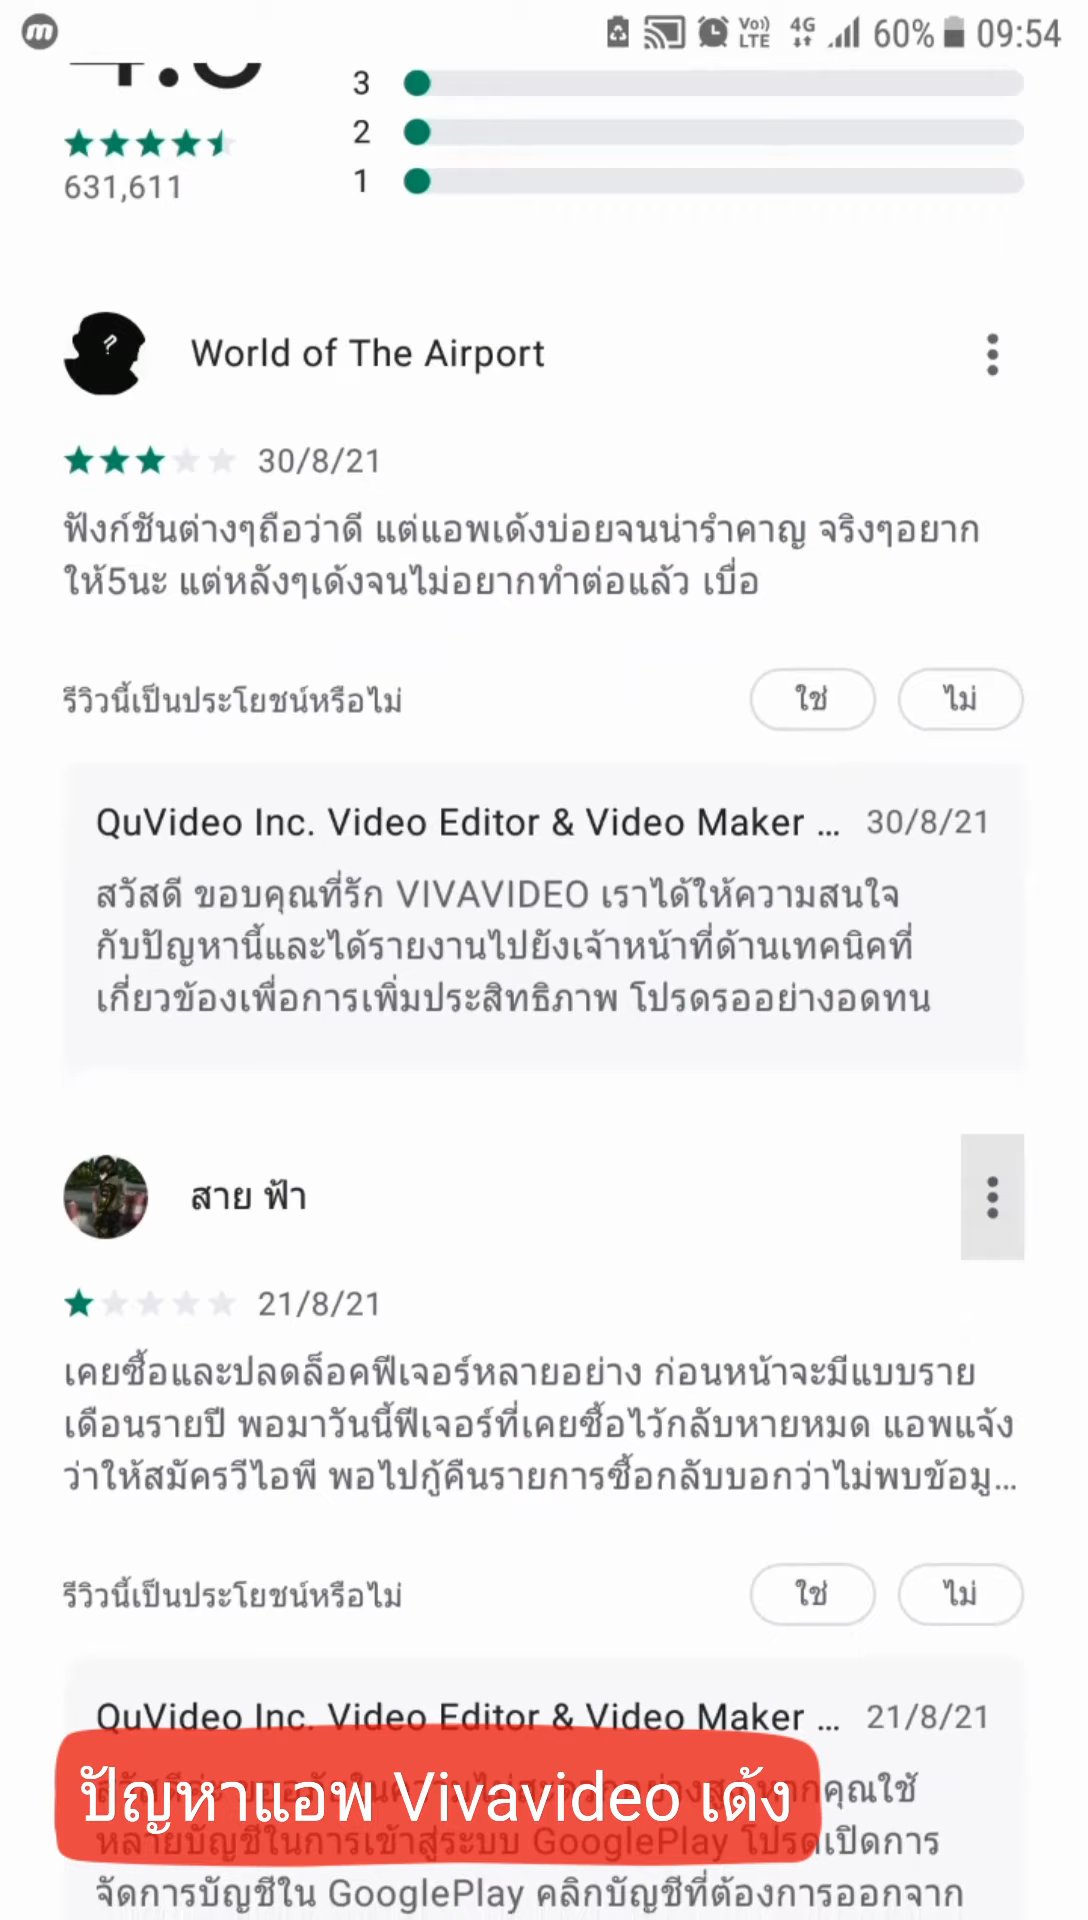 m
Vo)) LTE 4G 60% 09:54
3
2
631,611
1
World of The Airport
30/8/21
ฟังก์ชันต่างๆถือว่าดี แต่แอพเด้งบ่อยจนน่ารำคาญ จริงๆอยาก
ให้5นะ แต่หลังๆเด้งจนไม่อยากทำต่อแล้ว เบื่อ
รีวิวนี้เป็นประโยชน์หรือไม่ ใช่ ไม่
QuVideo Inc. Video Editor & Video Maker ... 30/8/21
สวัสดี ขอบคุณที่รัก VIVAVIDEO เราได้ให้ความสนใจ
กับปัญหานี้และได้รายงานไปยังเจ้าหน้าที่ด้านเทคนิคที่
เกี่ยวข้องเพื่อการเพิ่มประสิทธิภาพ โปรดรออย่างอดทน
สาย ฟ้า
21/8/21
เคยซื้อและปลดล็อคฟีเจอร์หลายอย่าง ก่อนหน้าจะมีแบบราย
เดือนรายปี พอมาวันนี้ฟีเจอร์ที่เคยซื้อไว้กลับหายหมด แอพแจ้ง
ว่าให้สมัครวีไอพี พอไปกู้คืนรายการซื้อกลับบอกว่าไม่พบข้อมู...
รีวิวนี้เป็นประโยชน์หรือไม่ ใช่ ไม่
QuVideo Inc. Video Editor & Video Maker ... 21/8/21
ปัญหาแอพ Vivavideo เด้ง
คุณใช้
หลายบัญชีในการเข้าสู่ระบบ GooglePlay โปรดเปิดการ
จัดการบัญชีใน GooglePlay คลิกบัญชีที่ต้องการออกจาก